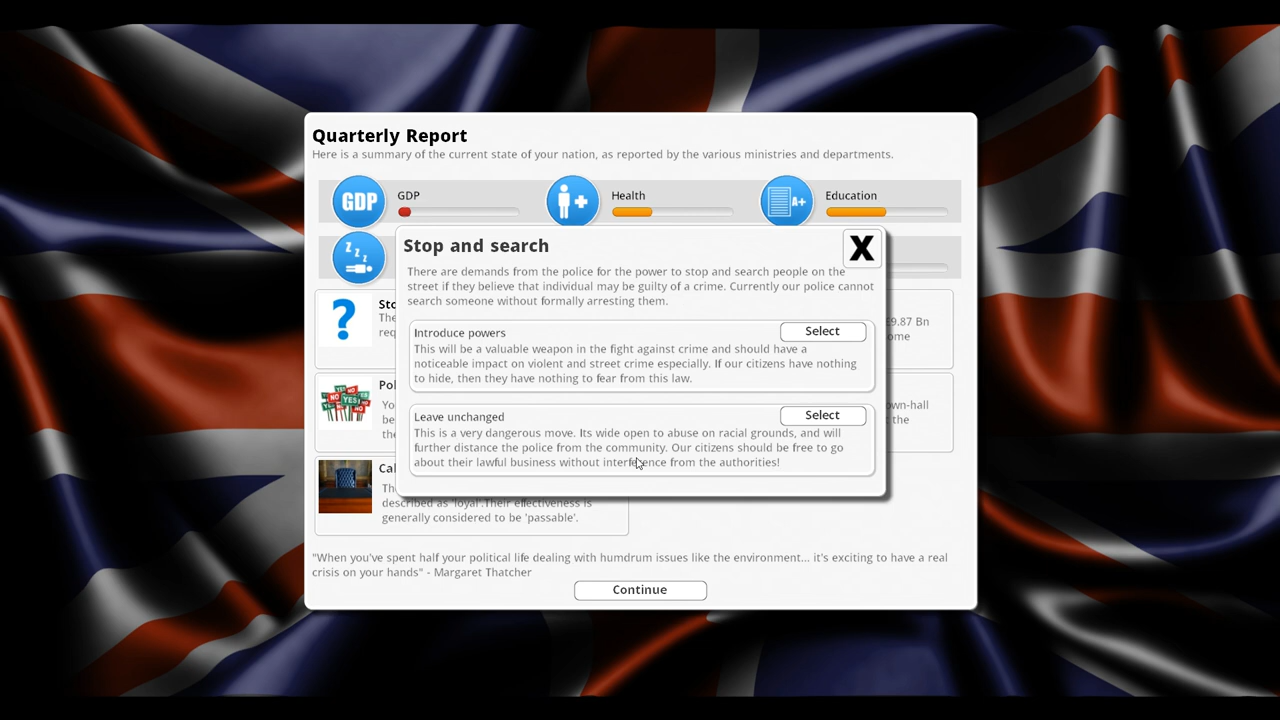 Quarterly Report
Here is a summary of the current state of your nation, as reported by the various ministries and departments.
GDP
GDP
Health
A+
Education
Z Z Z
Stop and search
X
There are demands from the police for the power to stop and search people on the
street if they believe that individual may be guilty of a crime. Currently our police cannot
search someone without formally arresting them.
Introduce powers
Select
This will be a valuable weapon in the fight against crime and should have a
noticeable impact on violent and street crime especially. If our citizens have nothing
to hide, then they have nothing to fear from this law.
Leave unchanged
Select
This is a very dangerous move. Its wide open to abuse on racial grounds, and will
further distance the police from the community. Our citizens should be free to go
about their lawful business without interference from the authorities!
?
Sto
The
req
£9.87 Bn
ome
NO YES NO YES NO
Pol
Yo
be
the
own-hall
t the
Cal
Th
described as 'loyal'.Their effectiveness is
generally considered to be 'passable'.
"When you've spent half your political life dealing with humdrum issues like the environment... it's exciting to have a real
crisis on your hands" - Margaret Thatcher
Continue